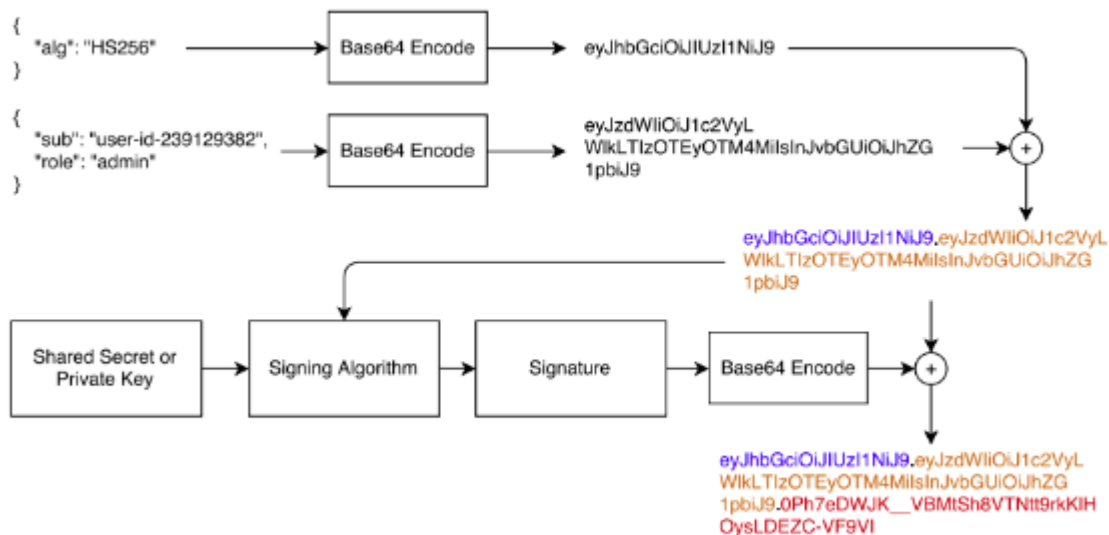 {
"alg": "HS256"
}
Base64 Encode
eyJhbGciOiJIUzI1NiJ9
{
"sub": "user-id-239129382",
"role": "admin"
}
Base64 Encode
eyJzdWIiOiJ1c2VyL
WlkLTIzOTEyOTM4MiIsInJvbGUiOiJhZG
1pbiJ9
+
eyJhbGciOiJIUzI1NiJ9.eyJzdWIiOiJ1c2VyL
WlkLTIzOTEyOTM4MiIsInJvbGUiOiJhZG
1pbiJ9
Shared Secret or
Private Key
Signing Algorithm
Signature
Base64 Encode
+
eyJhbGciOiJIUzI1NiJ9.eyJzdWIiOiJ1c2VyL
WlkLTIzOTEyOTM4MiIsInJvbGUiOiJhZG
1pbiJ9.0Ph7eDWJK__VBMtSh8VTNtt9rkKIH
OysLDEZC-VF9VI